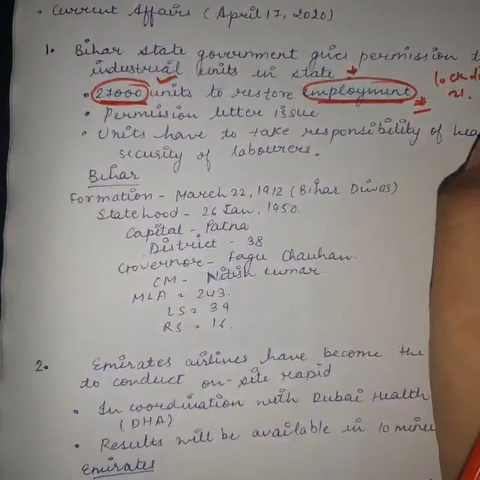 • Current Affairs (April 17, 2020)
1. Bihar state government gives permission t
industrial units in state
• 27000 units to restore employment
• Permission letter issue
• Units have to take responsibility of hea
security of labourers.
Bihar
Formation - March 22, 1912 (Bihar Diwas)
Statehood - 26 Jan, 1950.
Capital - Patna
District - 38
Governor - Fagu Chauhan.
CM - Nitish Kumar.
MLA = 243.
LS = 39
RS = 16.
2. Emirates airlines have become the
to conduct on-site rapid
• In coordination with Dubai Health
(DHA)
• Results will be available in 10 minu
Emirates